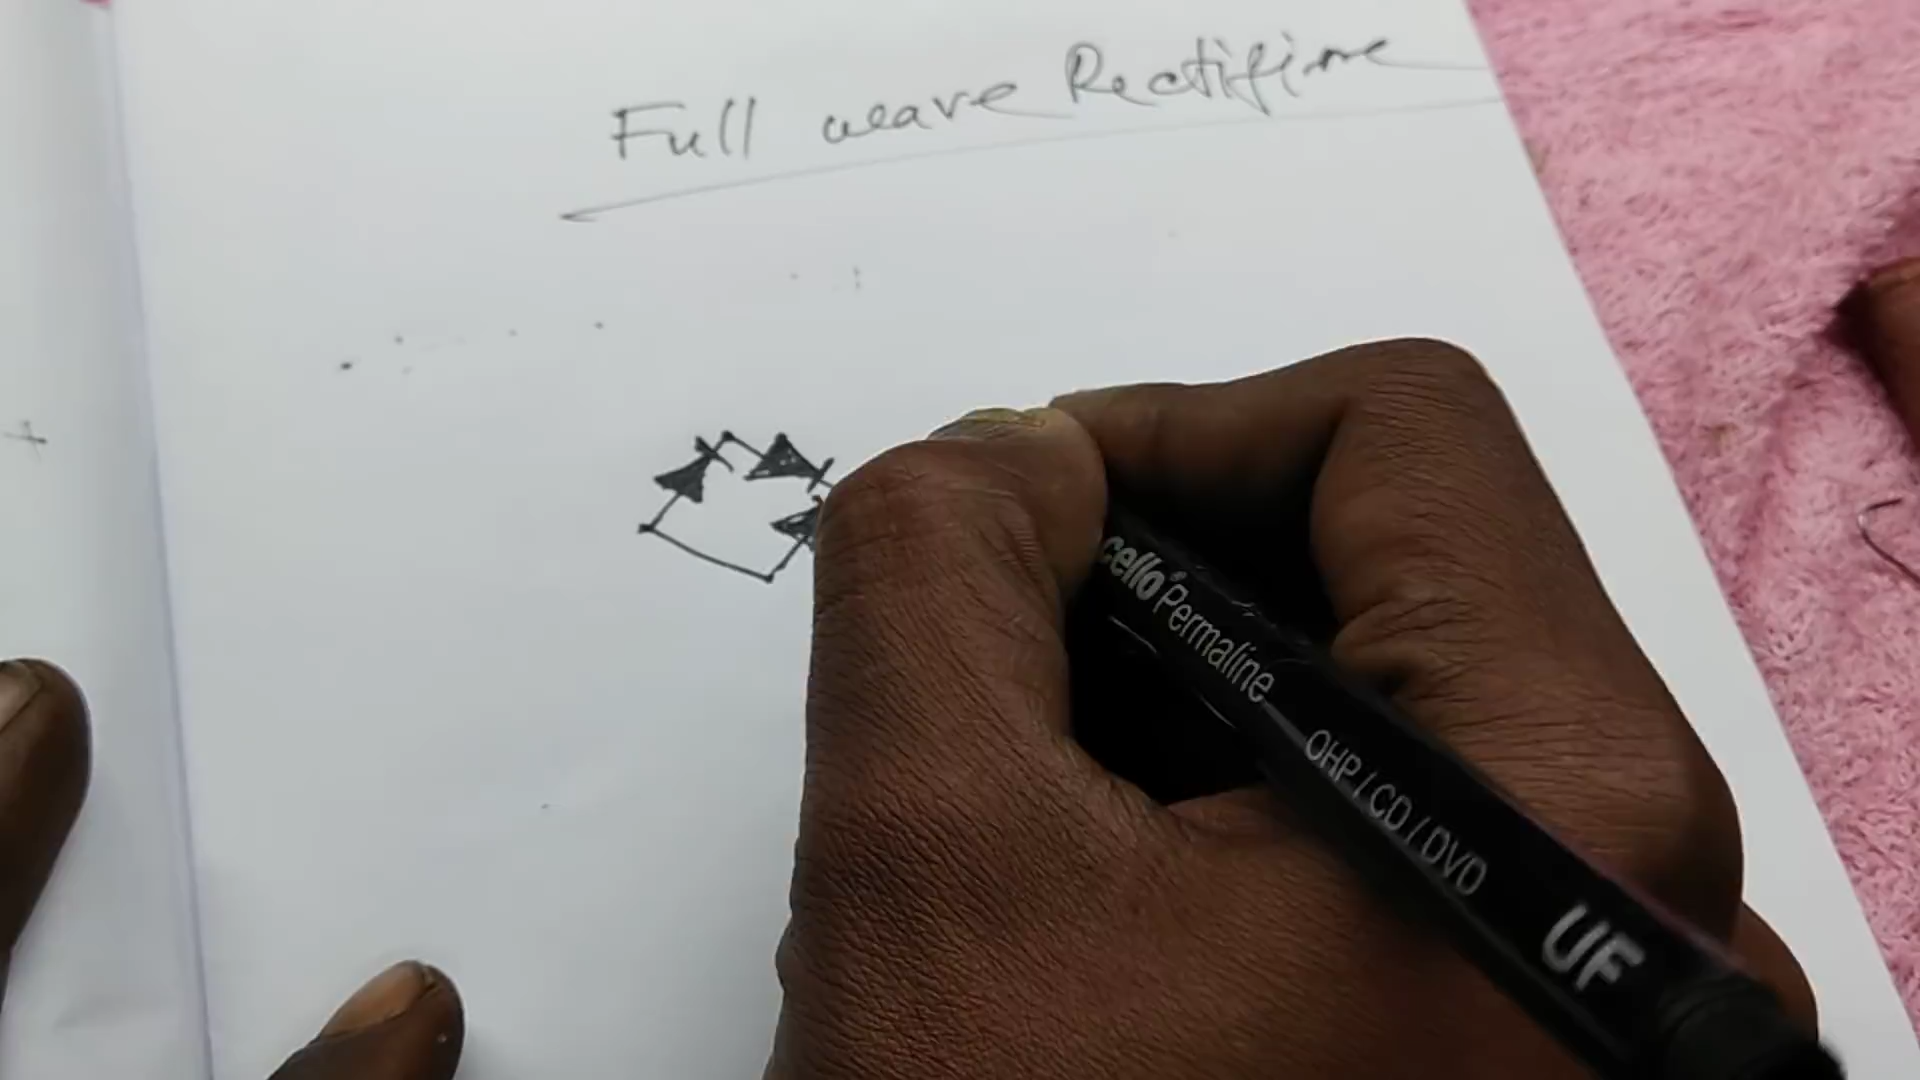 Full wave Rectifire
cello Permaline
OHP / CD / DVD
UF